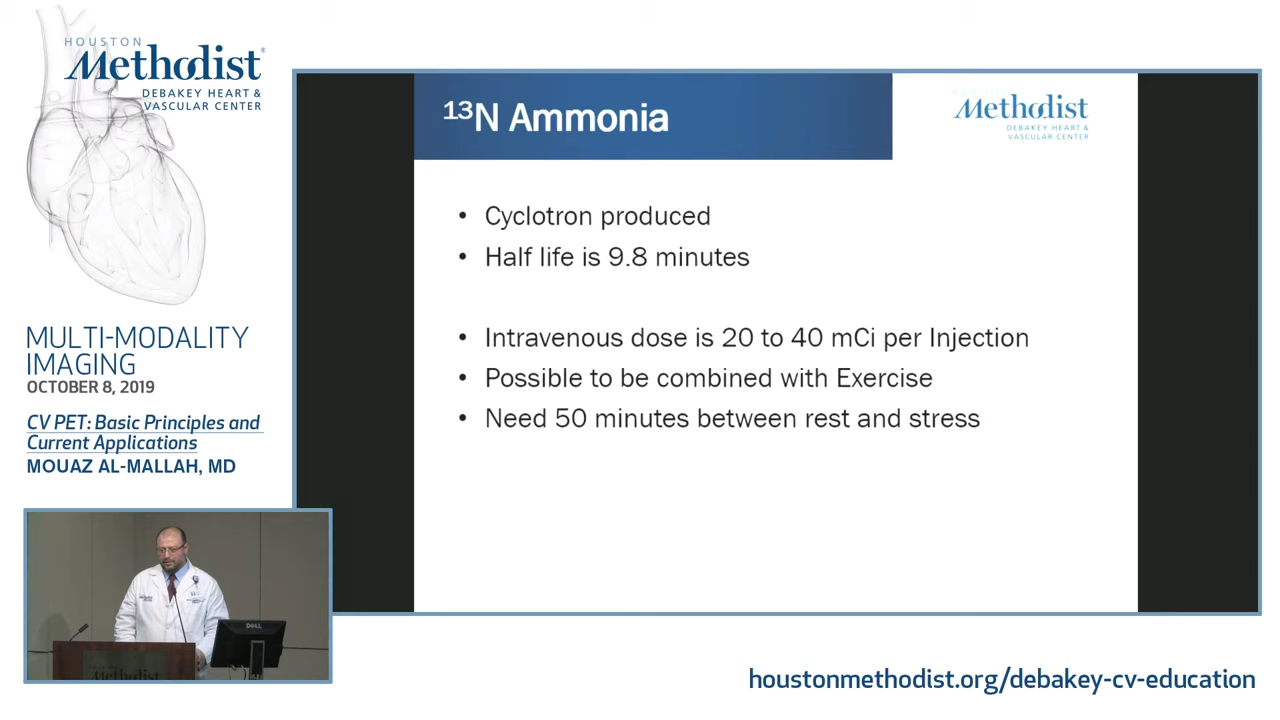 HOUSTON
Methodist
DEBAKEY HEART &
VASCULAR CENTER
MULTI-MODALITY
IMAGING
OCTOBER 8, 2019
CV PET: Basic Principles and
Current Applications
MOUAZ AL-MALLAH, MD
¹³N Ammonia
Methodist
DEBAKEY HEART &
VASCULAR CENTER
• Cyclotron produced
• Half life is 9.8 minutes
• Intravenous dose is 20 to 40 mCi per Injection
• Possible to be combined with Exercise
• Need 50 minutes between rest and stress
DELL
Methodist
houstonmethodist.org/debakey-cv-education